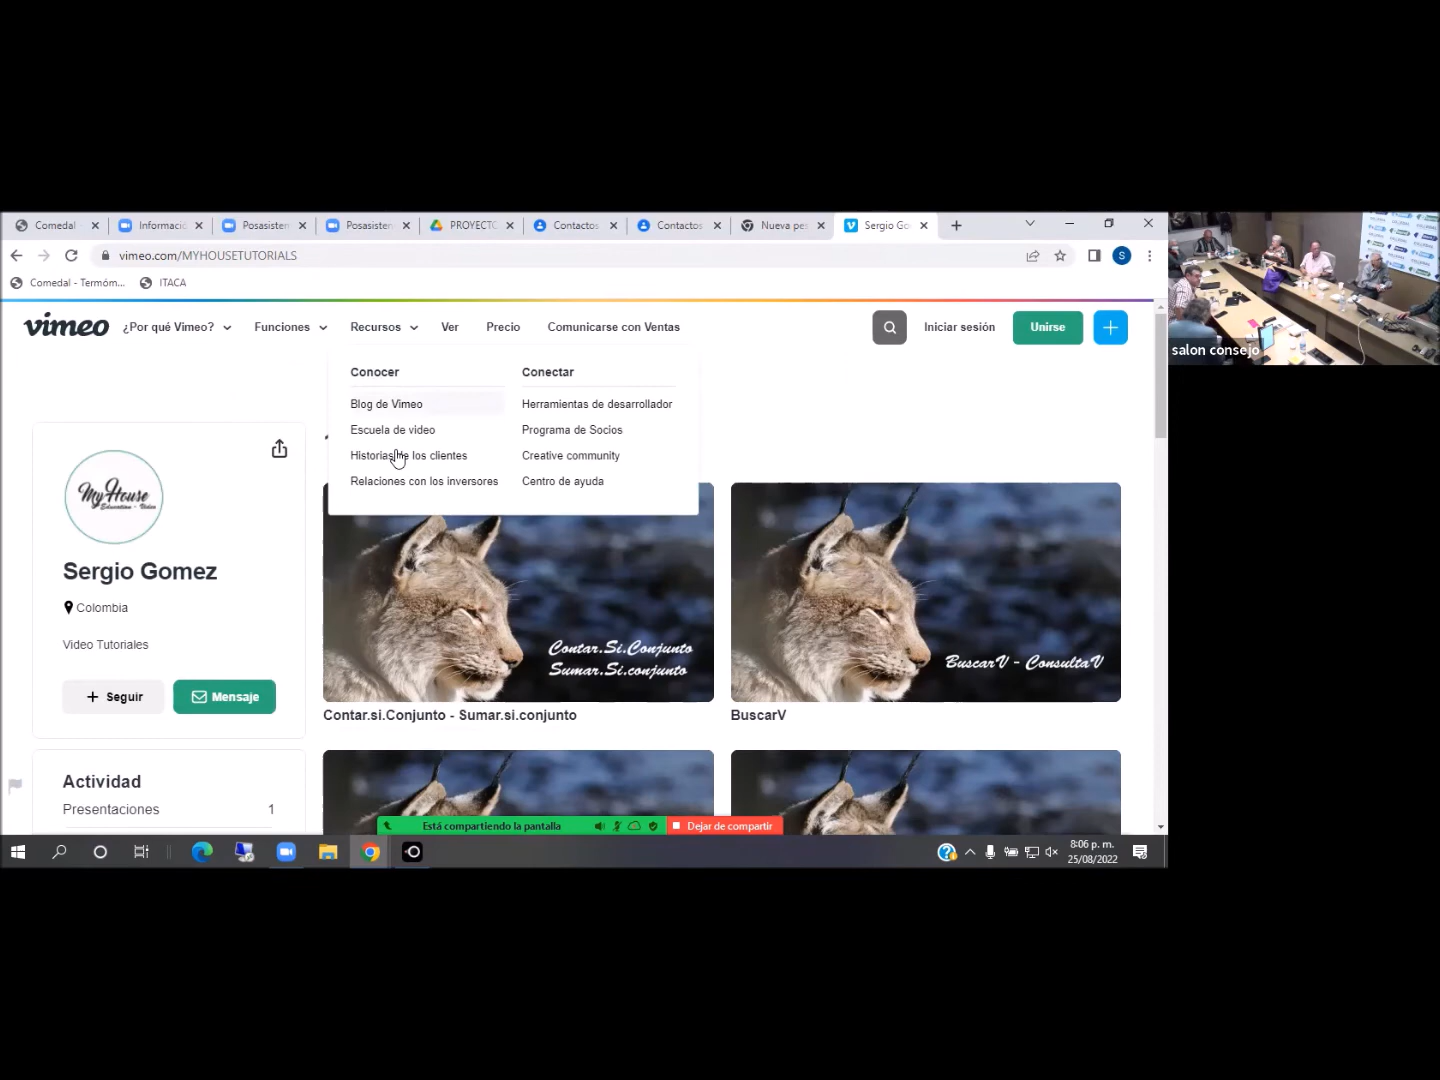 Comedal
Informació
Posasisten
Posasisten
PROYECTO
Contactos
Contactos
Nueva pes
Sergio Go
vimeo.com/MYHOUSETUTORIALS
S
Comedal - Termóm...
ITACA
vimeo
¿Por qué Vimeo?
Funciones
Recursos
Ver
Precio
Comunicarse con Ventas
Iniciar sesión
Unirse
salon consejo
Conocer
Conectar
Blog de Vimeo
Herramientas de desarrollador
Escuela de video
Programa de Socios
Historias de los clientes
Creative community
Relaciones con los inversores
Centro de ayuda
MyHouse
Education - Video
Sergio Gomez
Colombia
Video Tutoriales
Seguir
Mensaje
Contar.Si.Conjunto
Sumar.Si.conjunto
BuscarV - ConsultaV
Contar.si.Conjunto - Sumar.si.conjunto
BuscarV
Actividad
Presentaciones
1
Está compartiendo la pantalla
Dejar de compartir
8:06 p. m.
25/08/2022